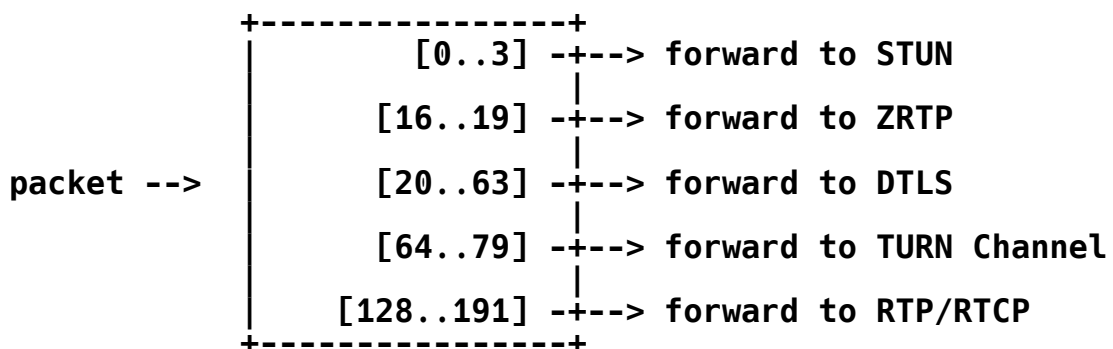 +----------------+
                |        [0..3] -+--> forward to STUN
                |                |
                |      [16..19] -+--> forward to ZRTP
                |                |
    packet -->  |      [20..63] -+--> forward to DTLS
                |                |
                |      [64..79] -+--> forward to TURN Channel
                |                |
                |    [128..191] -+--> forward to RTP/RTCP
                +----------------+